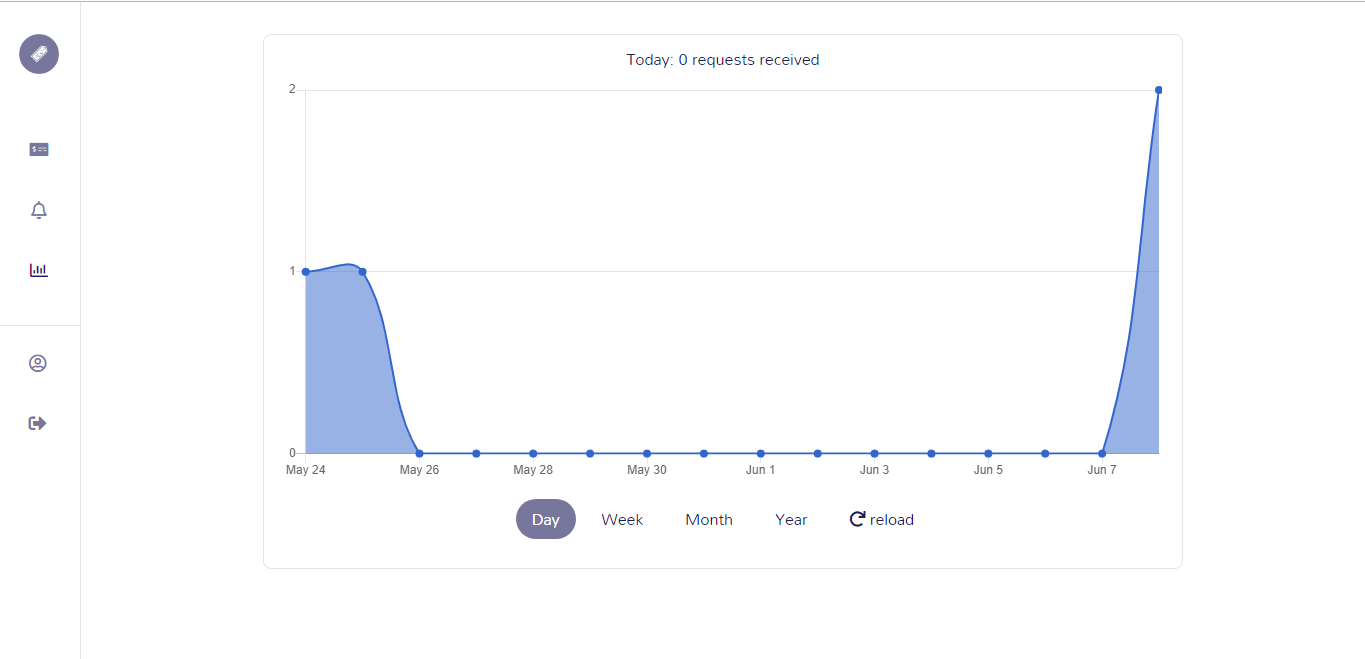 Today: 0 requests received
2
1
0
May 24 May 26 May 28 May 30 Jun 1 Jun 3 Jun 5 Jun 7
Day Week Month Year reload